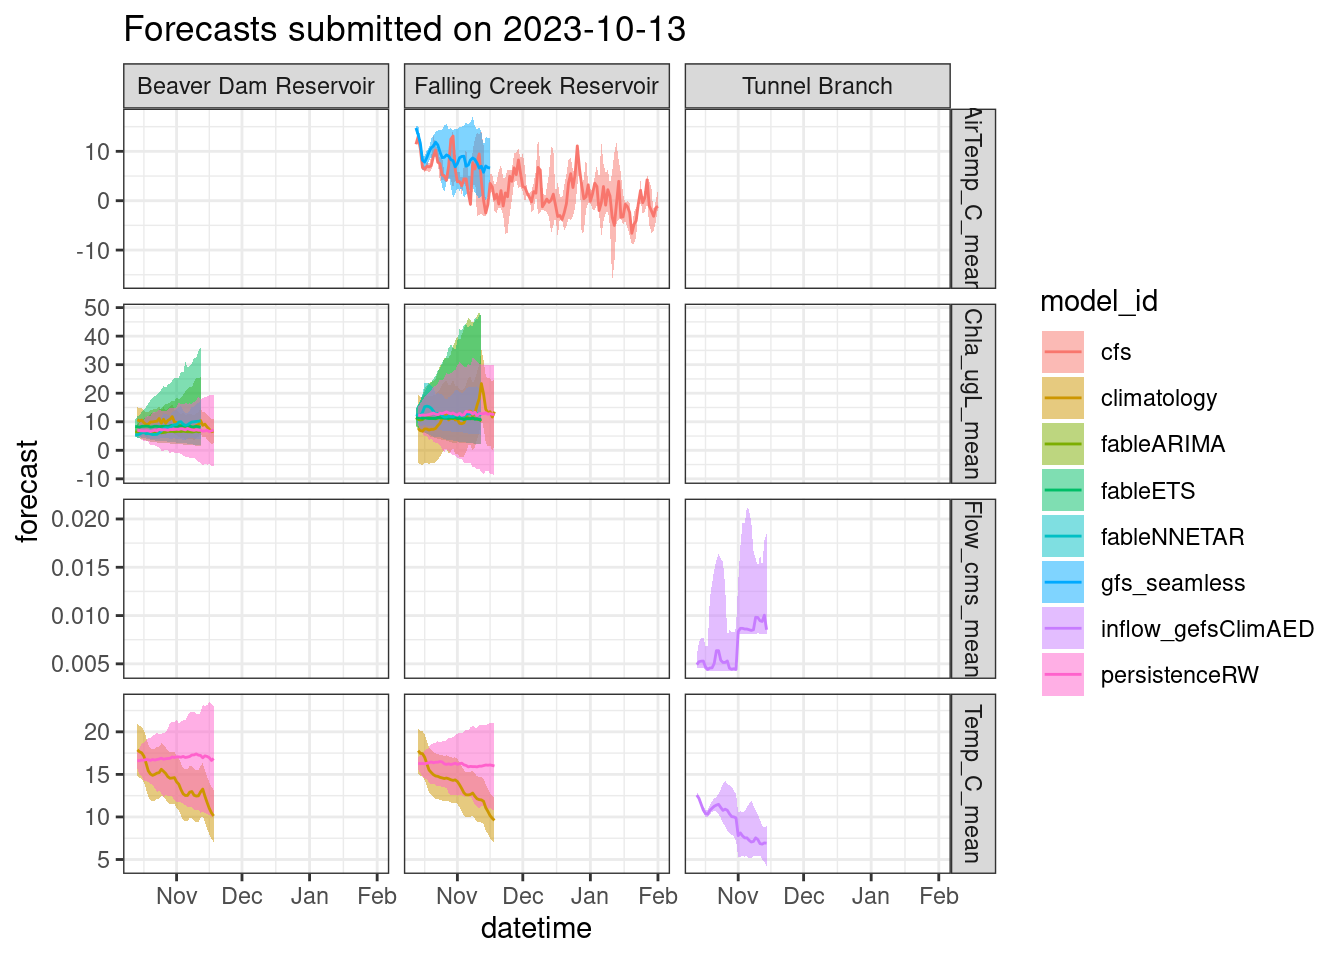 Forecasts submitted on 2023-10-13
Beaver Dam Reservoir
Falling Creek Reservoir
Tunnel Branch
10
0
-10
AirTemp_C_mean
50
40
30
20
10
0
-10
Chla_ugL_mean
0.020
0.015
0.010
0.005
Flow_cms_mean
20
15
10
5
Temp_C_mean
Nov Dec Jan Feb
Nov Dec Jan Feb
Nov Dec Jan Feb
datetime
forecast
model_id
cfs
climatology
fableARIMA
fableETS
fableNNETAR
gfs_seamless
inflow_gefsClimAED
persistenceRW